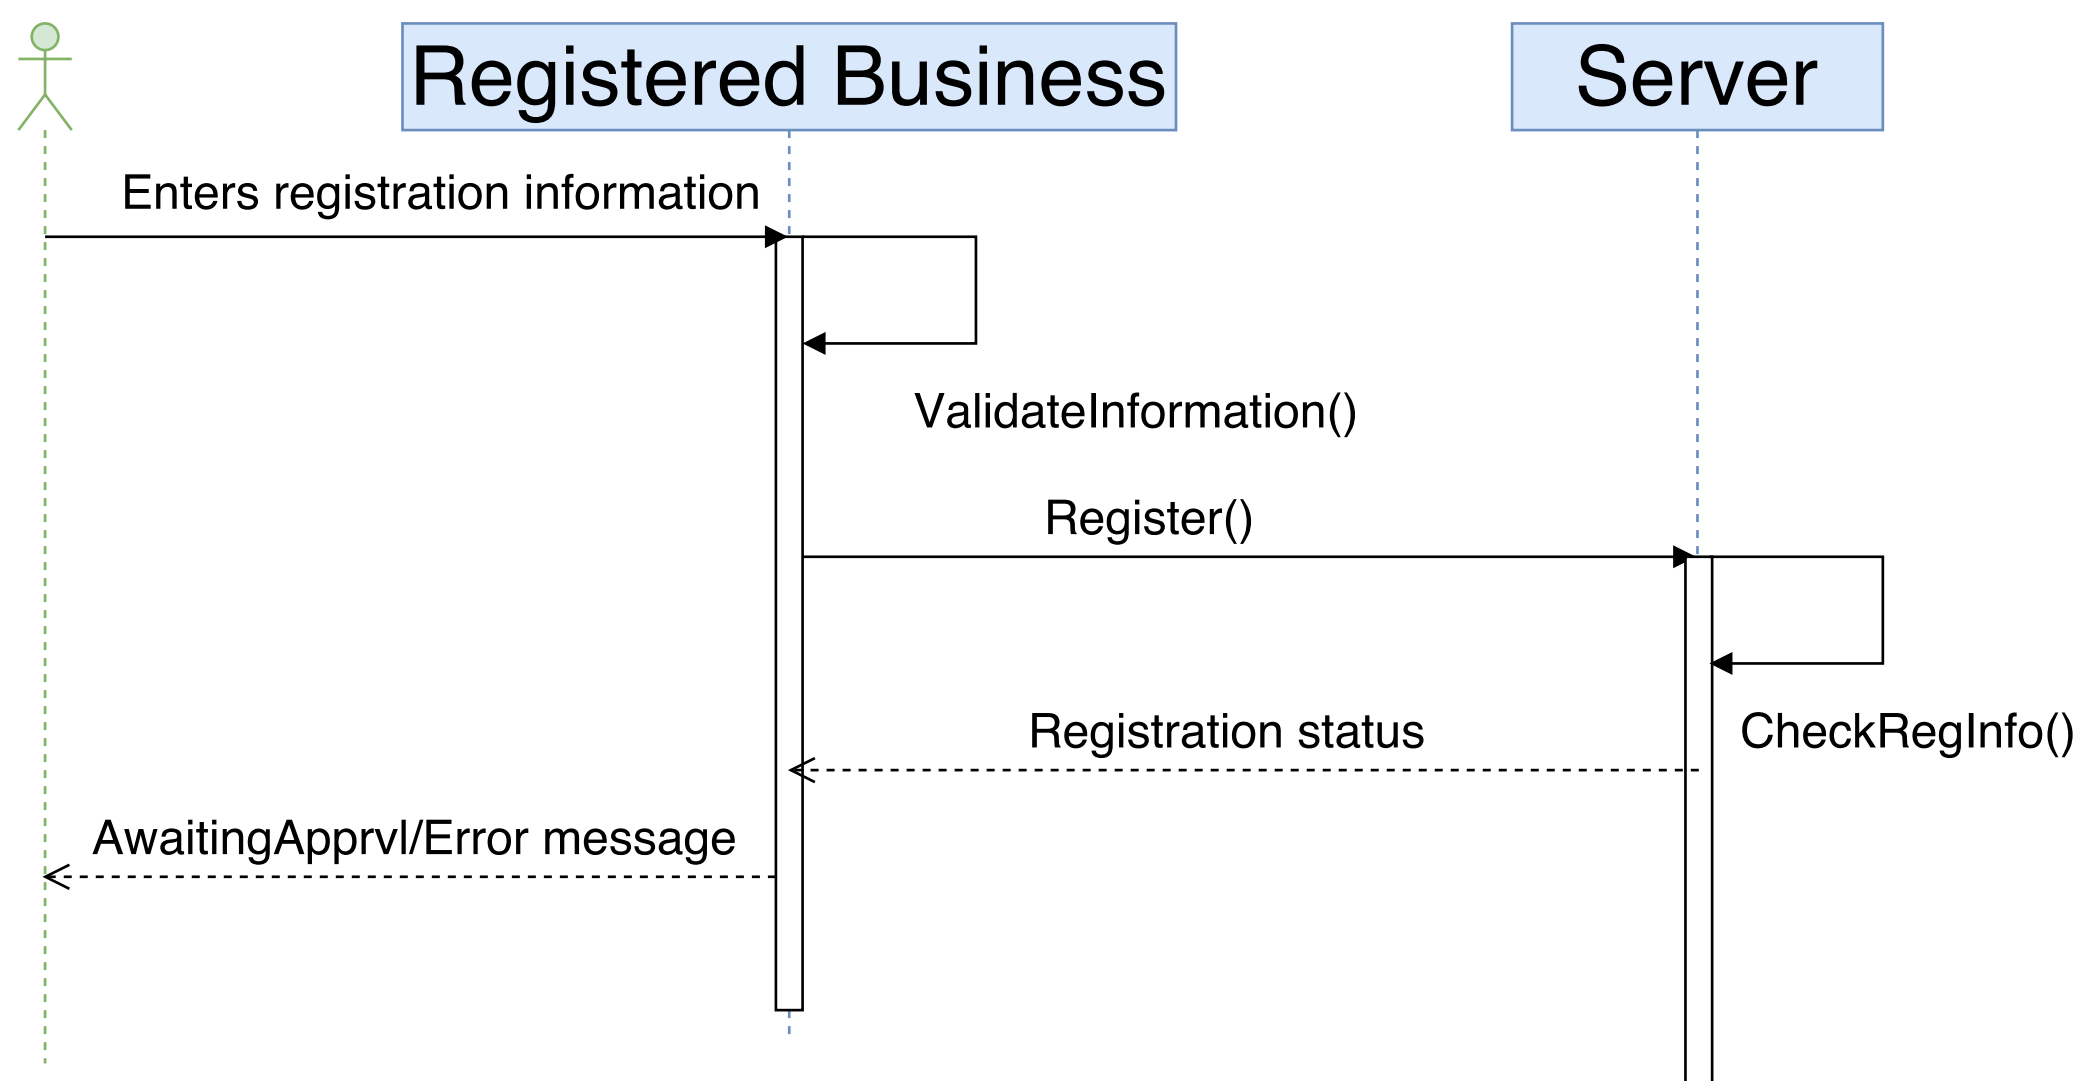 Registered Business
Server
Enters registration information
ValidateInformation()
Register()
Registration status
CheckRegInfo()
AwaitingApprvl/Error message